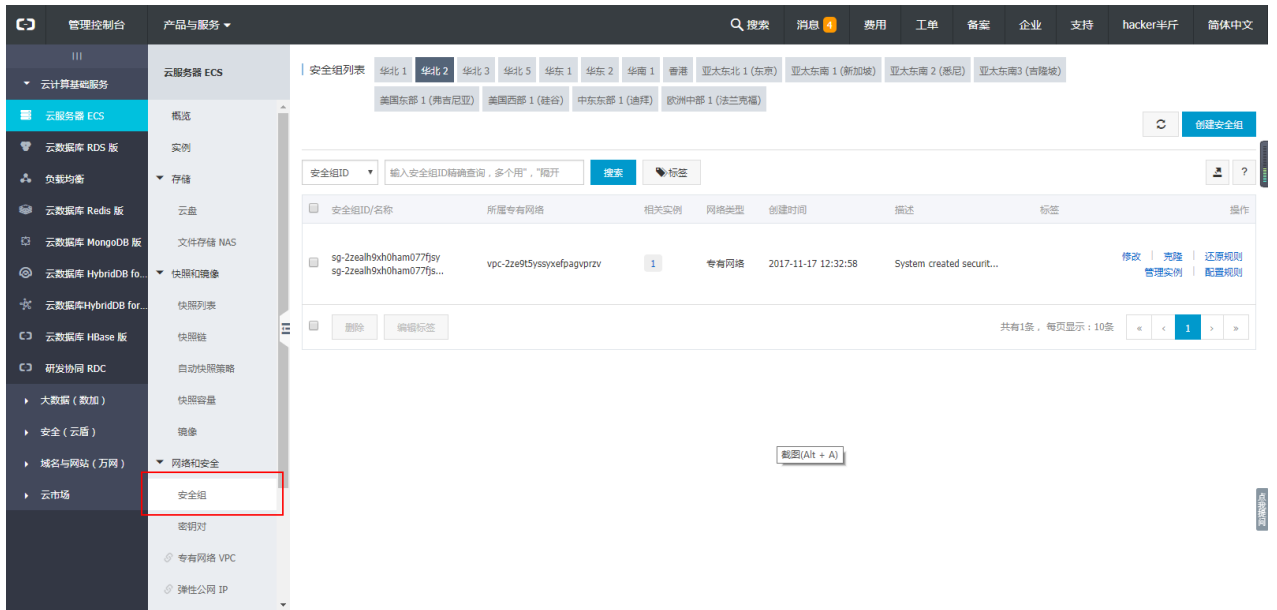 管理控制台 产品与服务 搜索 消息 4 费用 工单 备案 企业 支持 hacker半斤 简体中文
云计算基础服务
云服务器 ECS
云数据库 RDS 版
负载均衡
云数据库 Redis 版
云数据库 MongoDB 版
云数据库 HybridDB fo...
云数据库HybridDB for...
云数据库 HBase 版
研发协同 RDC
大数据 ( 数加 )
安全 ( 云盾 )
域名与网站 ( 万网 )
云市场
云服务器 ECS
概览
实例
存储
云盘
文件存储 NAS
快照和镜像
快照列表
快照链
自动快照策略
快照容量
镜像
网络和安全
安全组
密钥对
专有网络 VPC
弹性公网 IP
安全组列表 华北 1 华北 2 华北 3 华北 5 华东 1 华东 2 华南 1 香港 亚太东北 1 (东京) 亚太东南 1 (新加坡) 亚太东南 2 (悉尼) 亚太东南3 (吉隆坡)
美国东部 1 (弗吉尼亚) 美国西部 1 (硅谷) 中东东部 1 (迪拜) 欧洲中部 1 (法兰克福)
创建安全组
安全组ID 输入安全组ID精确查询，多个用","隔开 搜索 标签 ?
安全组ID/名称 所属专有网络 相关实例 网络类型 创建时间 描述 标签 操作
sg-2zealh9xh0ham077fjsy
sg-2zealh9xh0ham077fjs...
vpc-2ze9t5yssyxefpagvprzv 1 专有网络 2017-11-17 12:32:58 System created securit...
修改 克隆 还原规则
管理实例 配置规则
删除 编辑标签 共有1条，每页显示：10条 « ‹ 1 › »
截图(Alt + A)
点我提问